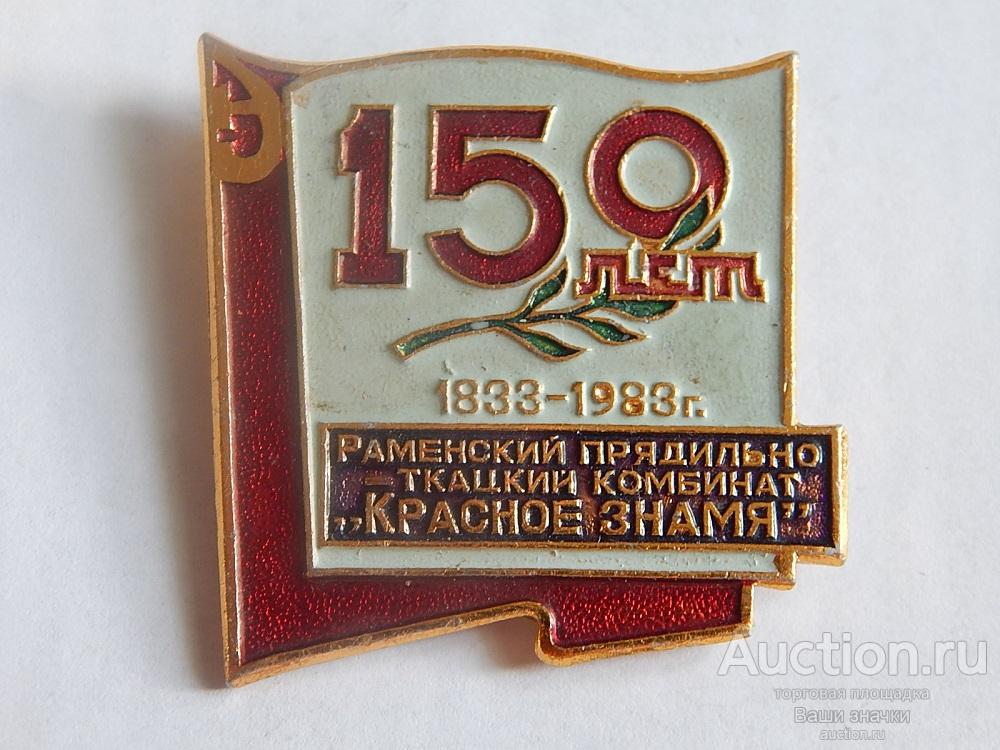 150
лет
1833-1983г.
Раменский прядильно
-ткацкий комбинат
„Красное знамя”
Auction.ru
торговая площадка
Ваши значки
auction.ru